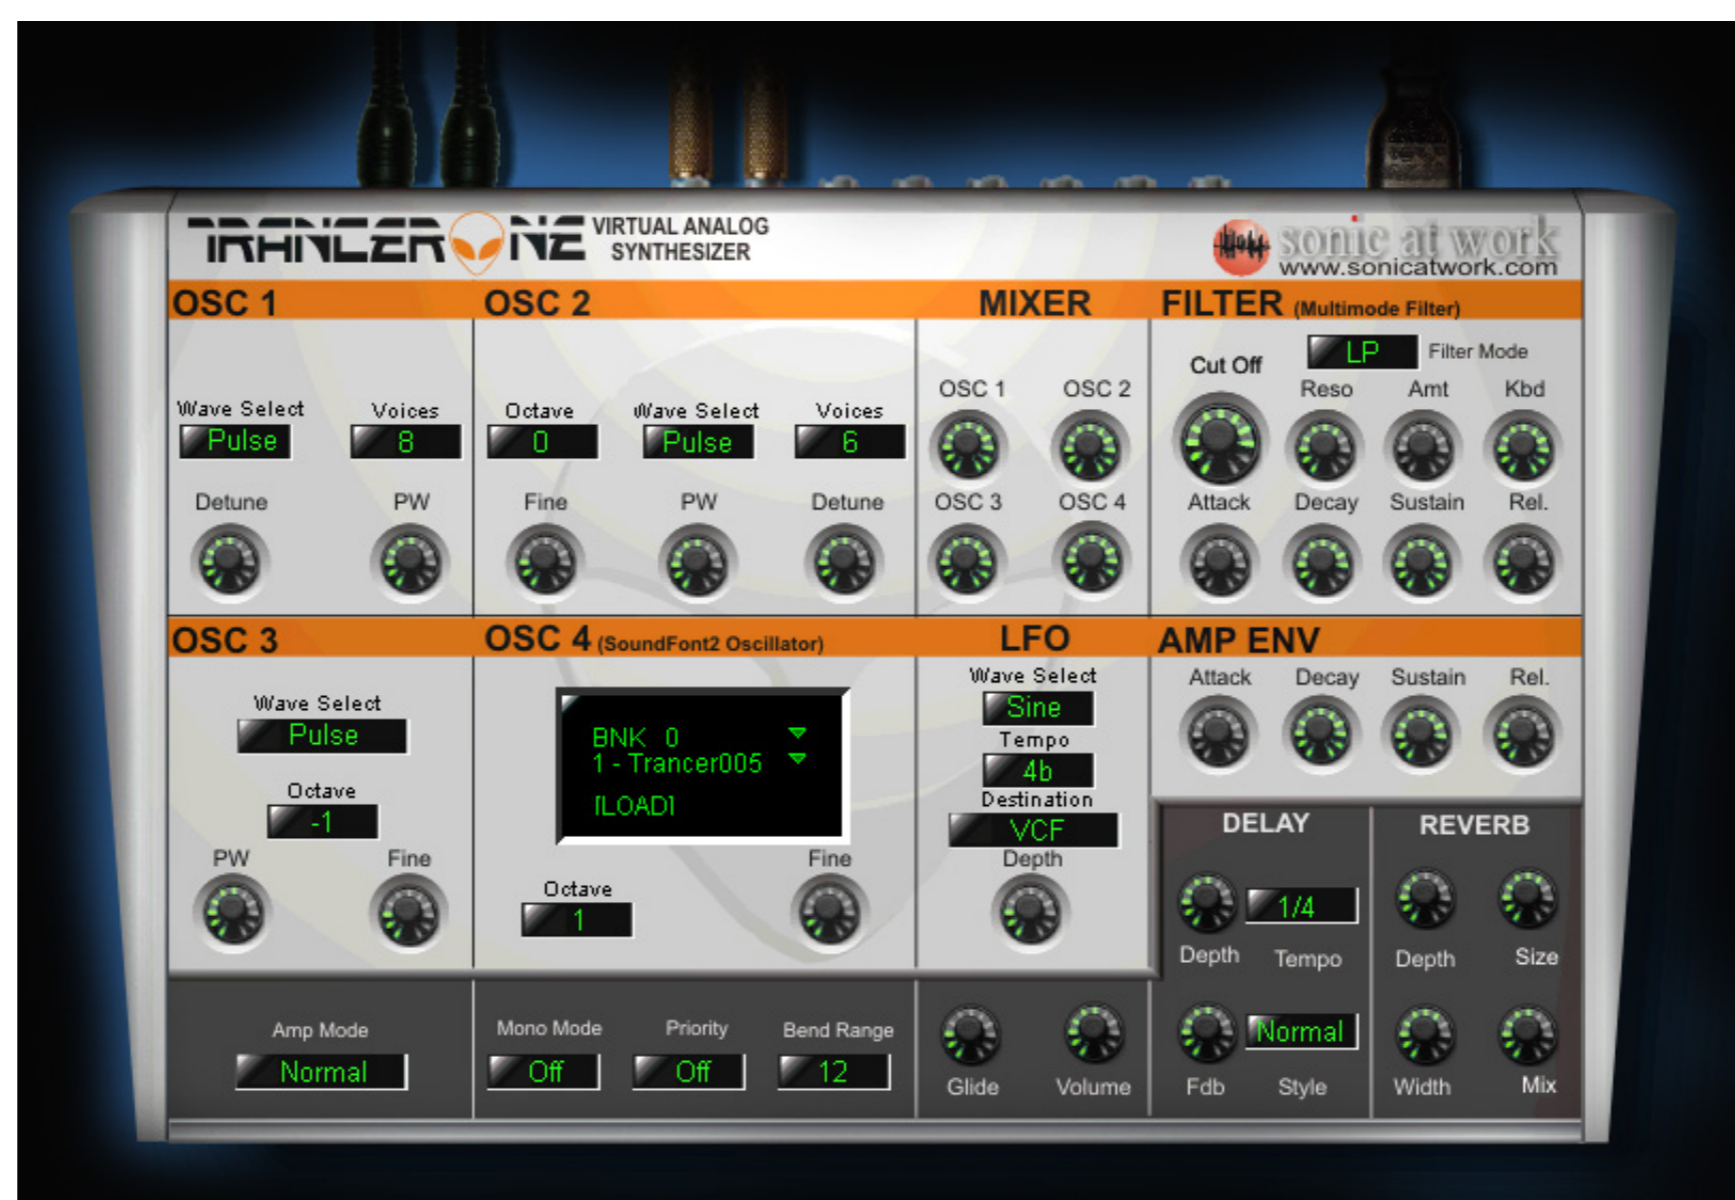 TRANCER ONE VIRTUAL ANALOG
SYNTHESIZER
sonic at work
www.sonicatwork.com
OSC 1
Wave Select Voices
Pulse 8
Detune PW
OSC 2
Octave Wave Select Voices
0 Pulse 6
Fine PW Detune
MIXER
OSC 1 OSC 2
OSC 3 OSC 4
FILTER (Multimode Filter)
LP Filter Mode
Cut Off
Reso Amt Kbd
Attack Decay Sustain Rel.
OSC 3
Wave Select
Pulse
Octave
-1
PW Fine
OSC 4 (SoundFont2 Oscillator)
BNK 0
1 - Trancer005
[LOAD]
Fine
Octave
1
LFO
Wave Select
Sine
Tempo
4b
Destination
VCF
Depth
AMP ENV
Attack Decay Sustain Rel.
DELAY
1/4
Depth Tempo
Normal
Fdb Style
REVERB
Depth Size
Width Mix
Amp Mode
Normal
Mono Mode Priority Bend Range
Off Off 12
Glide Volume